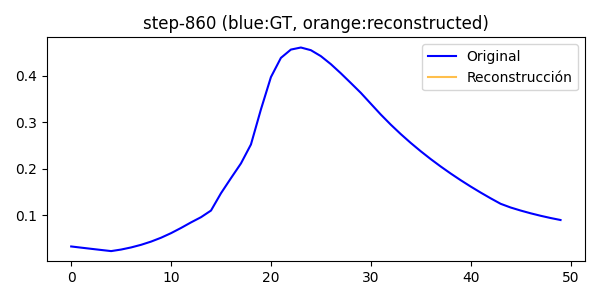 step-860 (blue:GT, orange:reconstructed)
Original
Reconstrucción
0.4
0.3
0.2
0.1
0 10 20 30 40 50